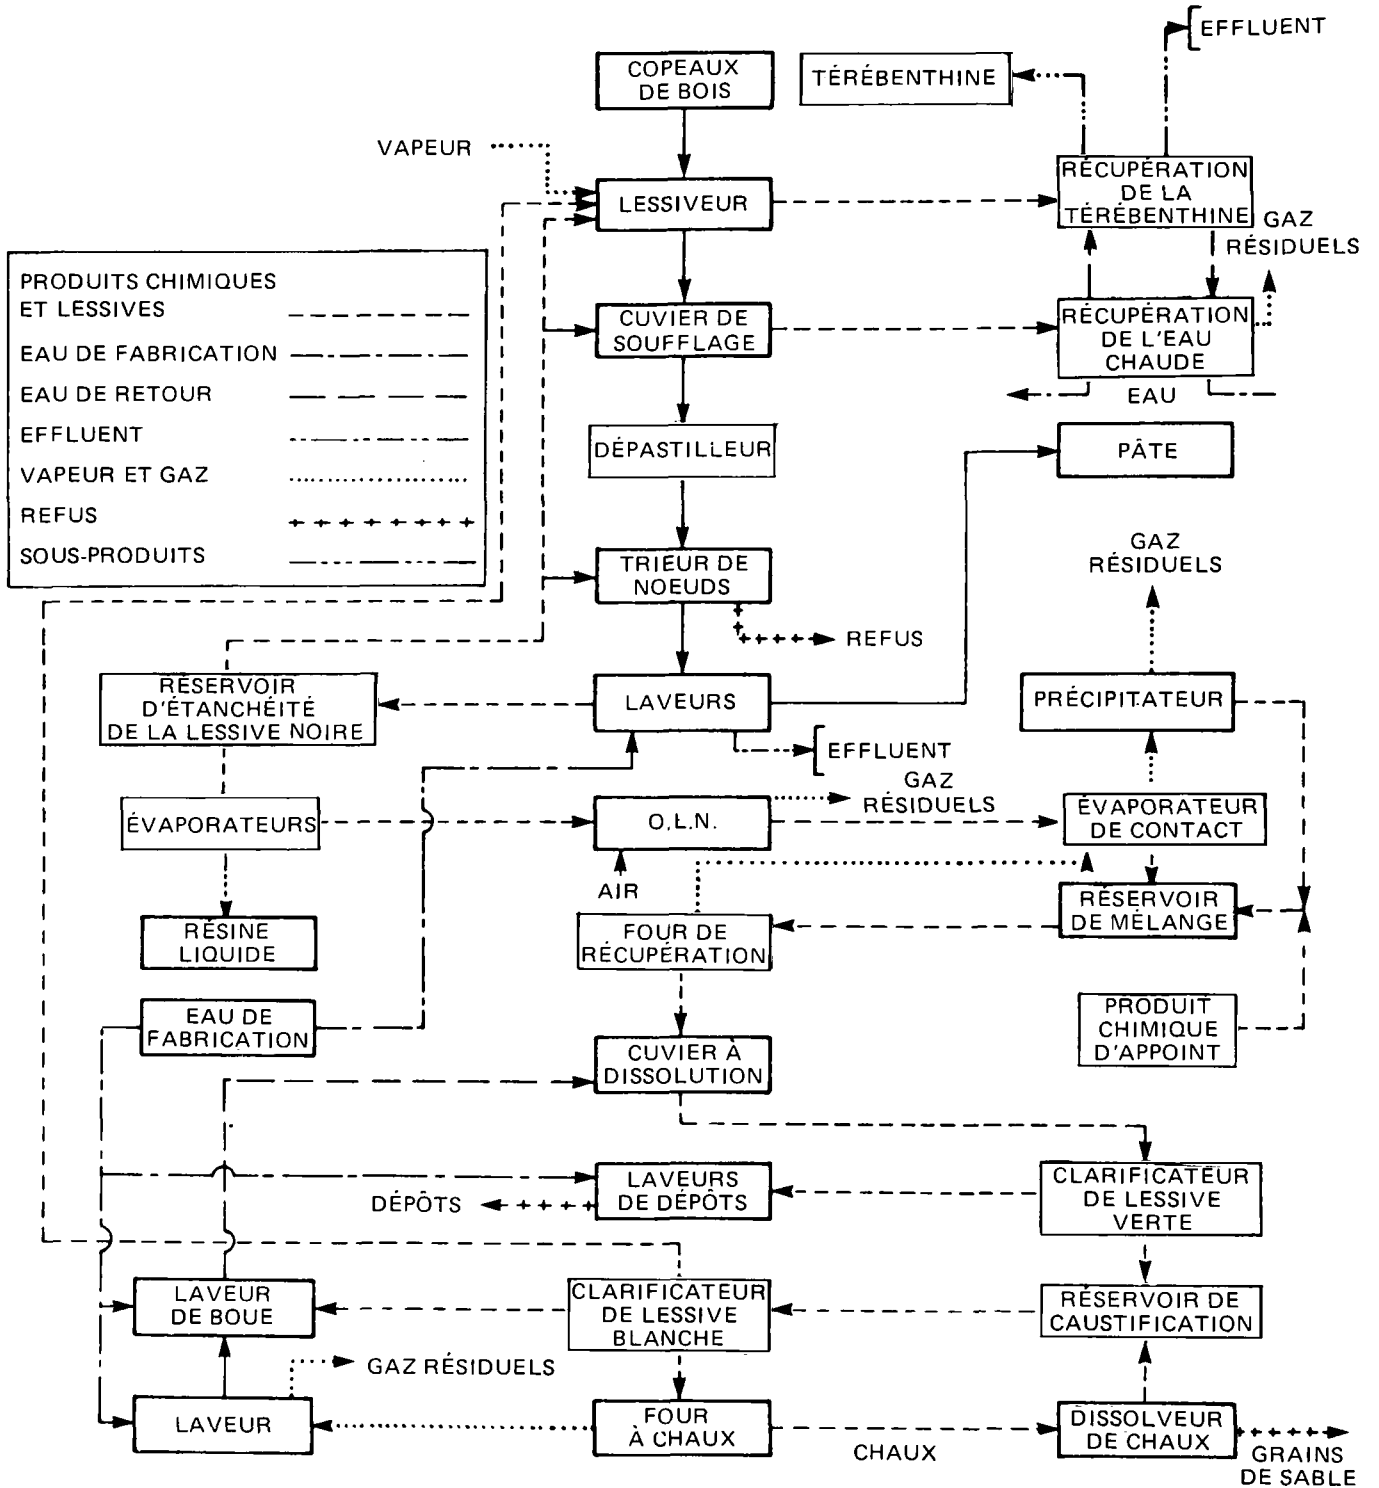 EFFLUENT
COPEAUX
DE BOIS
TÉRÉBENTHINE
VAPEUR
LESSIVEUR
RÉCUPÉRATION
DE LA
TÉRÉBENTHINE
GAZ
RÉSIDUELS
PRODUITS CHIMIQUES
ET LESSIVES
EAU DE FABRICATION
EAU DE RETOUR
EFFLUENT
VAPEUR ET GAZ
REFUS
SOUS-PRODUITS
CUVIER DE
SOUFFLAGE
RÉCUPÉRATION
DE L'EAU
CHAUDE
EAU
DÉPASTILLEUR
PÂTE
TRIEUR DE
NOEUDS
REFUS
GAZ
RÉSIDUELS
RÉSERVOIR
D'ÉTANCHÉITÉ
DE LA LESSIVE NOIRE
LAVEURS
PRÉCIPITATEUR
EFFLUENT
GAZ
RÉSIDUELS
ÉVAPORATEURS
O.L.N.
ÉVAPORATEUR
DE CONTACT
AIR
RÉSINE
LIQUIDE
FOUR DE
RÉCUPÉRATION
RÉSERVOIR
DE MÉLANGE
EAU DE
FABRICATION
PRODUIT
CHIMIQUE
D'APPOINT
CUVIER À
DISSOLUTION
LAVEURS
DE DÉPÔTS
DÉPÔTS
CLARIFICATEUR
DE LESSIVE
VERTE
LAVEUR
DE BOUE
CLARIFICATEUR
DE LESSIVE
BLANCHE
RÉSERVOIR DE
CAUSTIFICATION
GAZ RÉSIDUELS
LAVEUR
FOUR
À CHAUX
CHAUX
DISSOLVEUR
DE CHAUX
GRAINS
DE SABLE